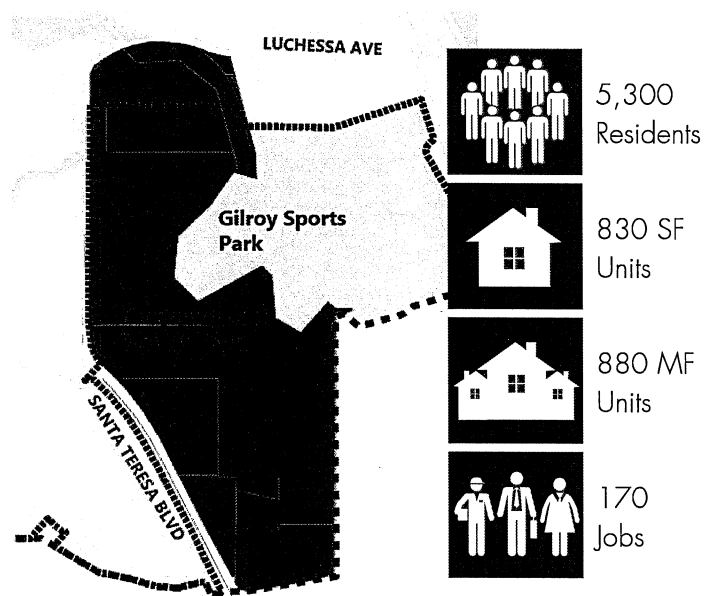 LUCHESSA AVE
Gilroy Sports
Park
SANTA TERESA BLVD
5,300
Residents
830 SF
Units
880 MF
Units
170
Jobs